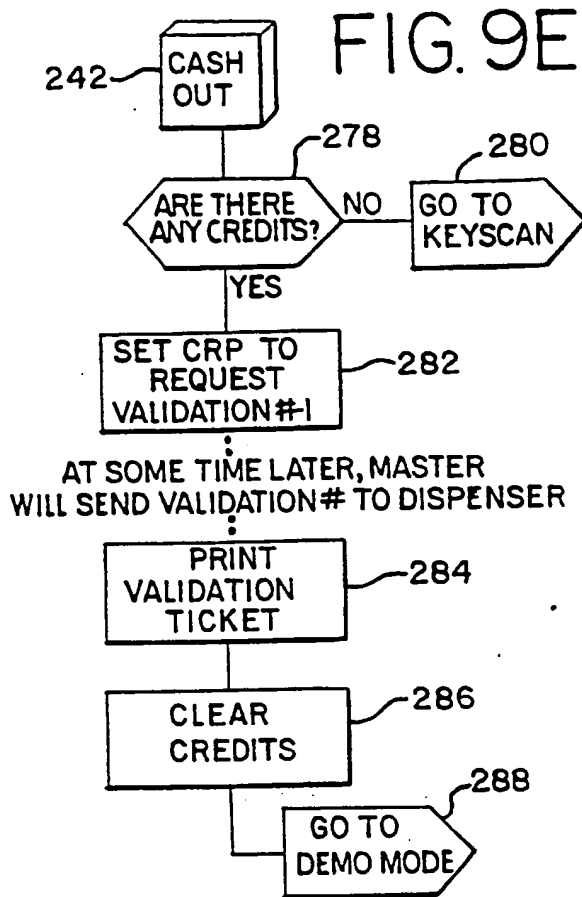 FIG. 9E
242
CASH
OUT
278
ARE THERE
ANY CREDITS?
NO
280
GO TO
KEYSCAN
YES
SET CRP TO
REQUEST
VALIDATION #-1
282
AT SOME TIME LATER, MASTER
WILL SEND VALIDATION # TO DISPENSER
PRINT
VALIDATION
TICKET
284
CLEAR
CREDITS
286
GO TO
DEMO MODE
288